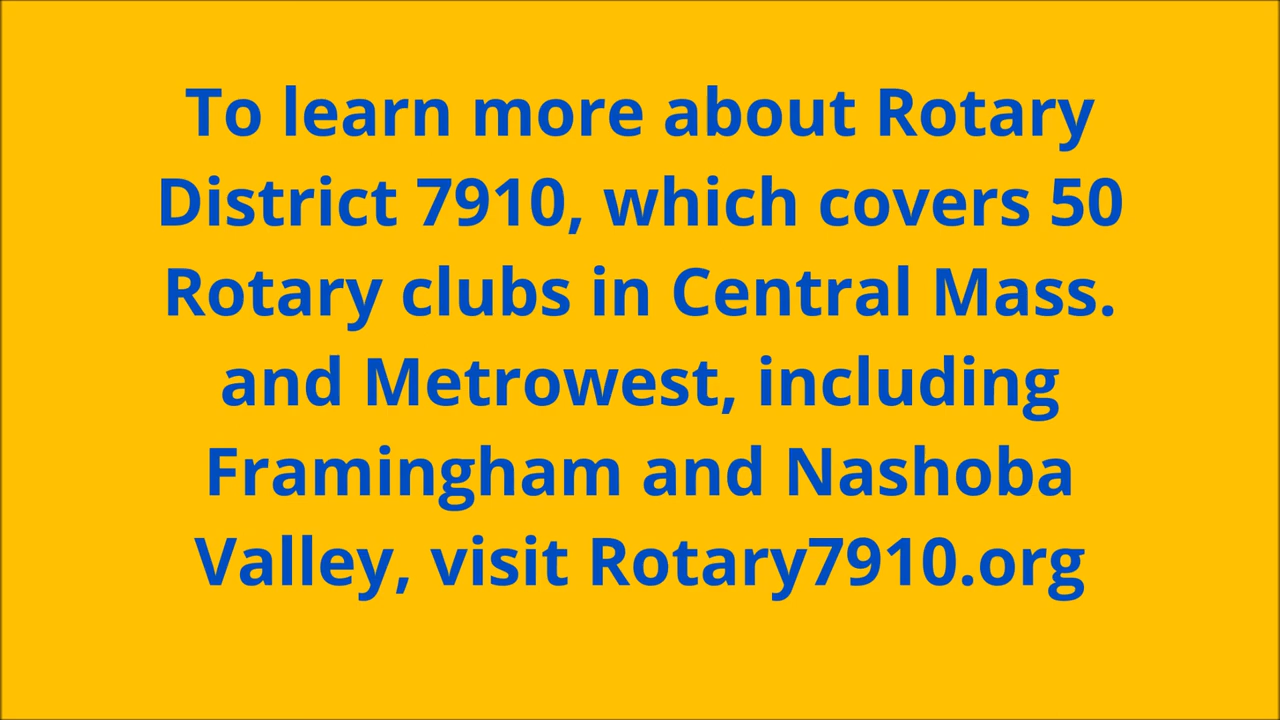 To learn more about Rotary
District 7910, which covers 50
Rotary clubs in Central Mass.
and Metrowest, including
Framingham and Nashoba
Valley, visit Rotary7910.org